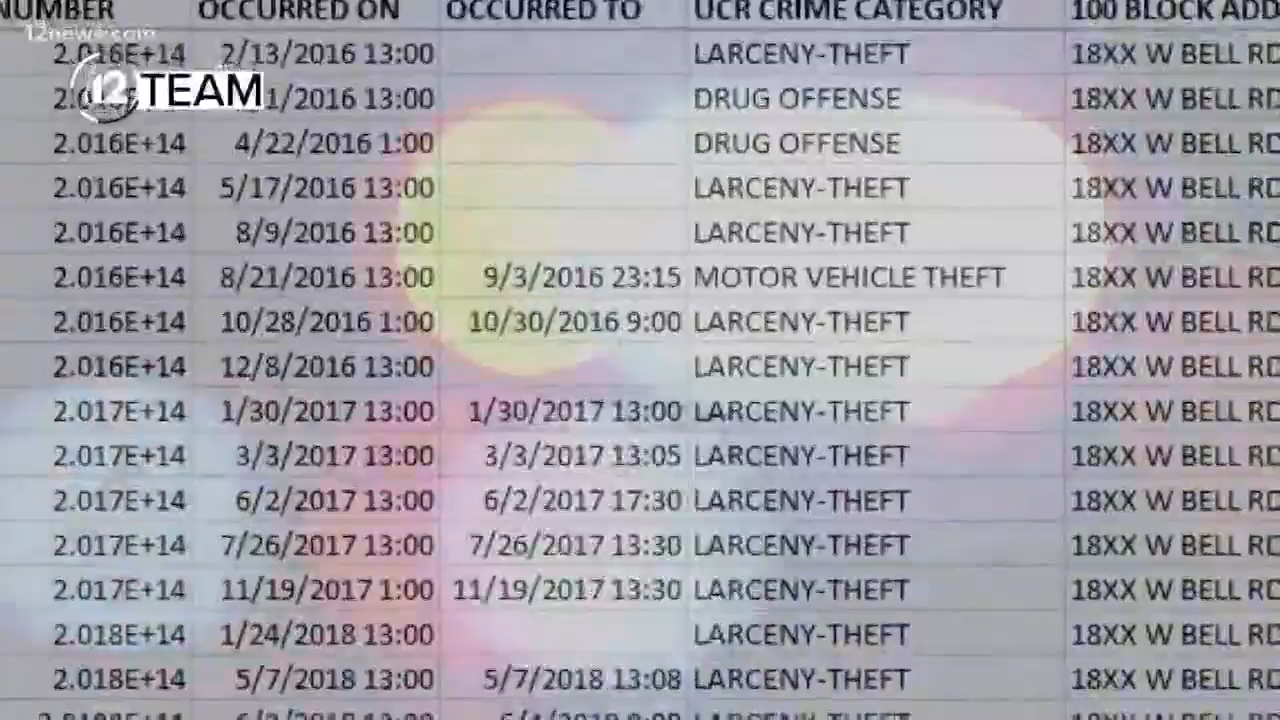 NUMBER OCCURRED ON OCCURRED TO UCR CRIME CATEGORY 100 BLOCK ADD
12news.com
2.016E+14 2/13/2016 13:00 LARCENY-THEFT 18XX W BELL RD
12 TEAM
1/2016 13:00 DRUG OFFENSE 18XX W BELL RD
2.016E+14 4/22/2016 1:00 DRUG OFFENSE 18XX W BELL RD
2.016E+14 5/17/2016 13:00 LARCENY-THEFT 18XX W BELL RD
2.016E+14 8/9/2016 13:00 LARCENY-THEFT 18XX W BELL RD
2.016E+14 8/21/2016 13:00 9/3/2016 23:15 MOTOR VEHICLE THEFT 18XX W BELL RD
2.016E+14 10/28/2016 1:00 10/30/2016 9:00 LARCENY-THEFT 18XX W BELL RD
2.016E+14 12/8/2016 13:00 LARCENY-THEFT 18XX W BELL RD
2.017E+14 1/30/2017 13:00 1/30/2017 13:00 LARCENY-THEFT 18XX W BELL RD
2.017E+14 3/3/2017 13:00 3/3/2017 13:05 LARCENY-THEFT 18XX W BELL RD
2.017E+14 6/2/2017 13:00 6/2/2017 17:30 LARCENY-THEFT 18XX W BELL RD
2.017E+14 7/26/2017 13:00 7/26/2017 13:30 LARCENY-THEFT 18XX W BELL RD
2.017E+14 11/19/2017 1:00 11/19/2017 13:30 LARCENY-THEFT 18XX W BELL RD
2.018E+14 1/24/2018 13:00 LARCENY-THEFT 18XX W BELL RD
2.018E+14 5/7/2018 13:00 5/7/2018 13:08 LARCENY-THEFT 18XX W BELL RD